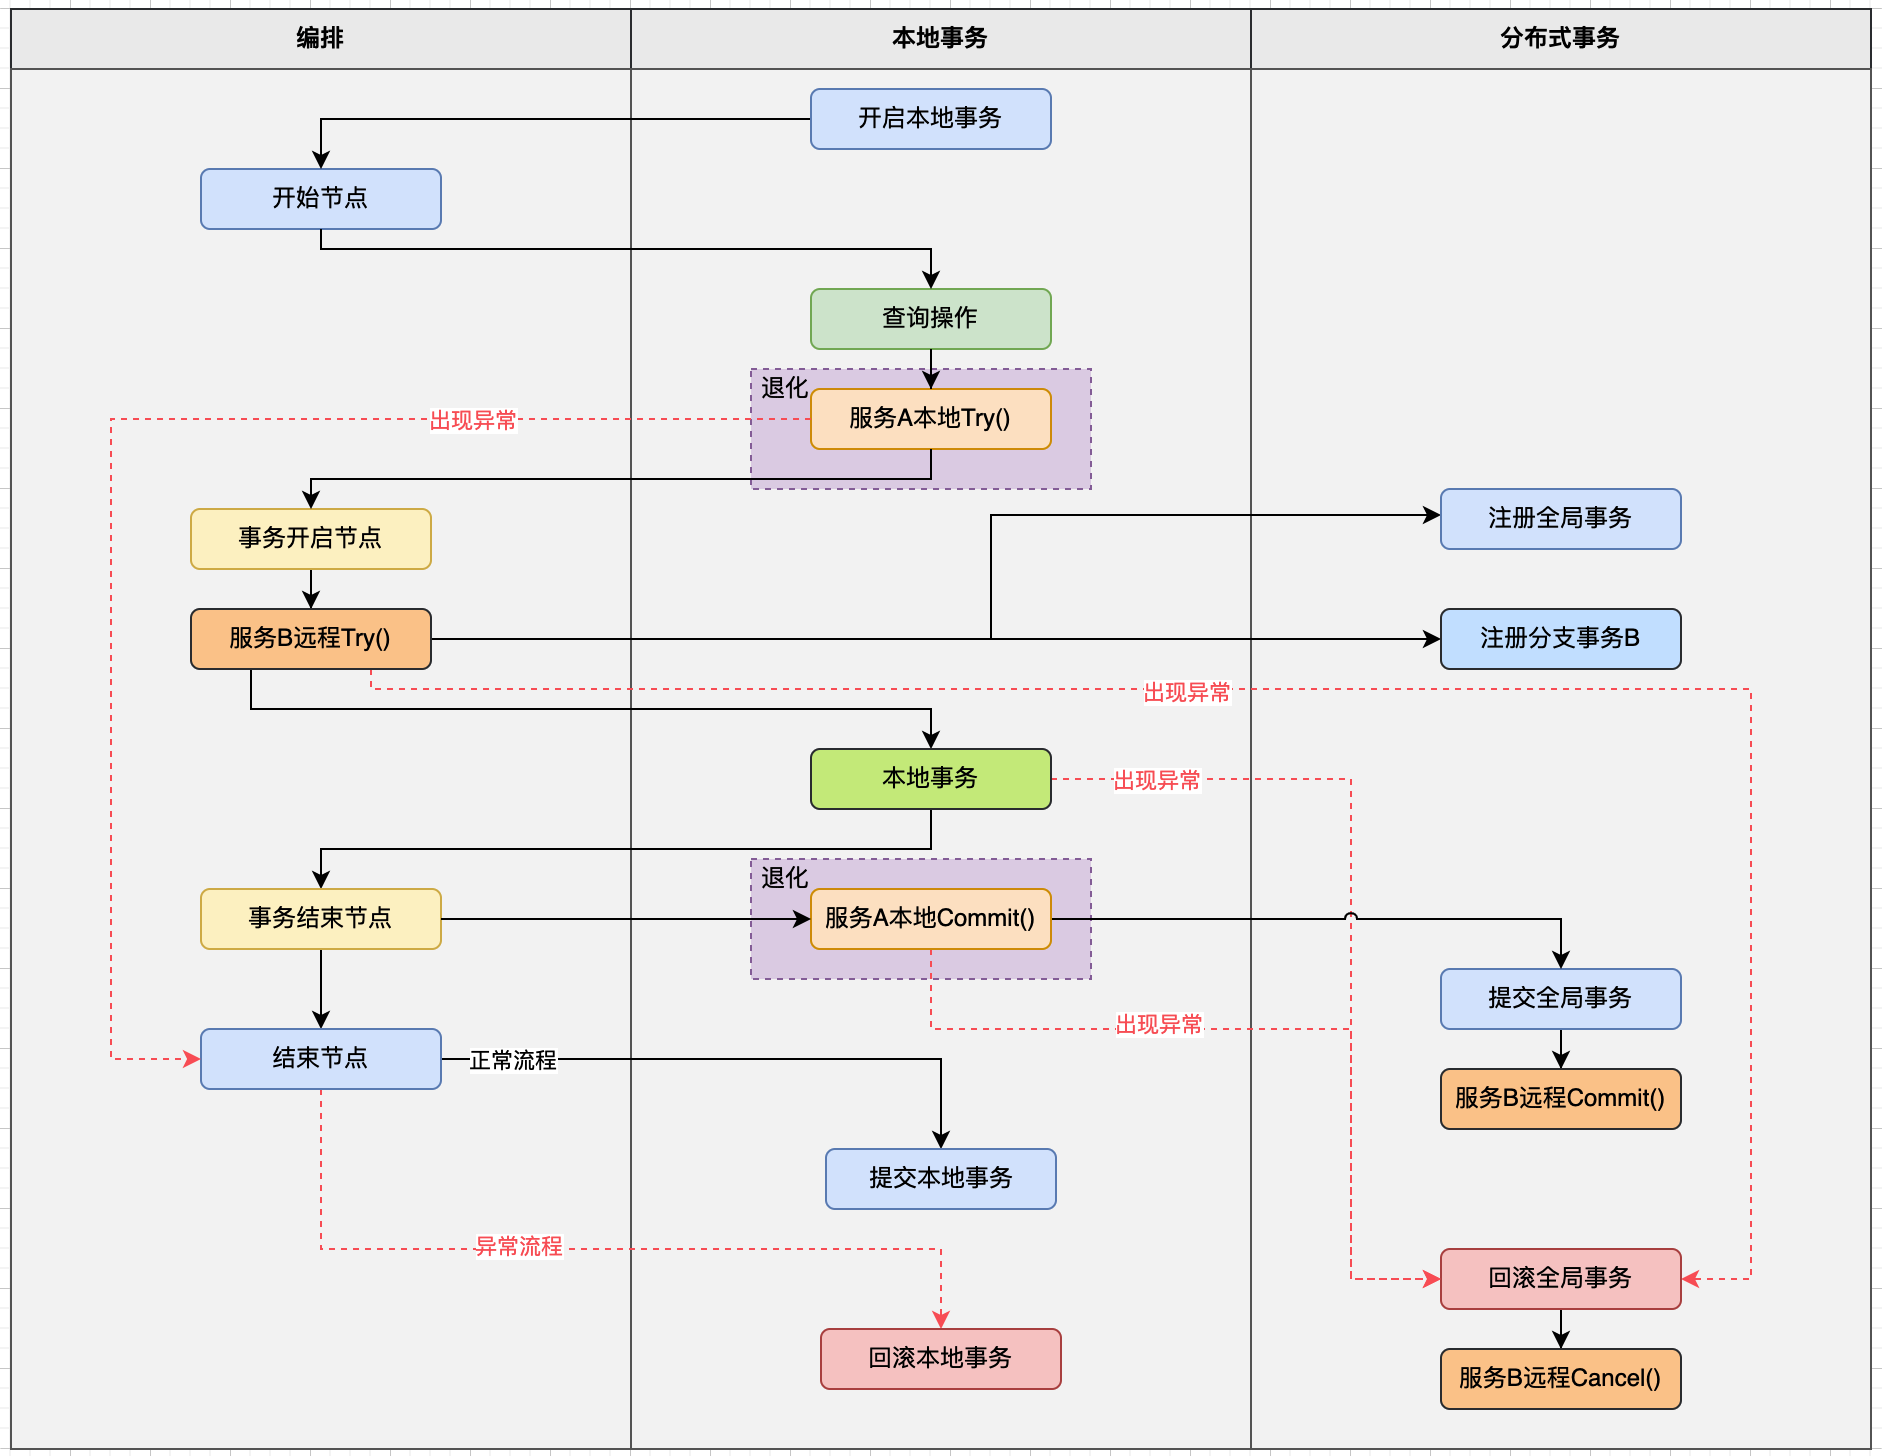 编排
本地事务
分布式事务
开启本地事务
开始节点
查询操作
退化
服务A本地Try()
出现异常
事务开启节点
注册全局事务
服务B远程Try()
注册分支事务B
出现异常
本地事务
出现异常
退化
事务结束节点
服务A本地Commit()
提交全局事务
出现异常
结束节点
正常流程
服务B远程Commit()
提交本地事务
异常流程
回滚全局事务
回滚本地事务
服务B远程Cancel()